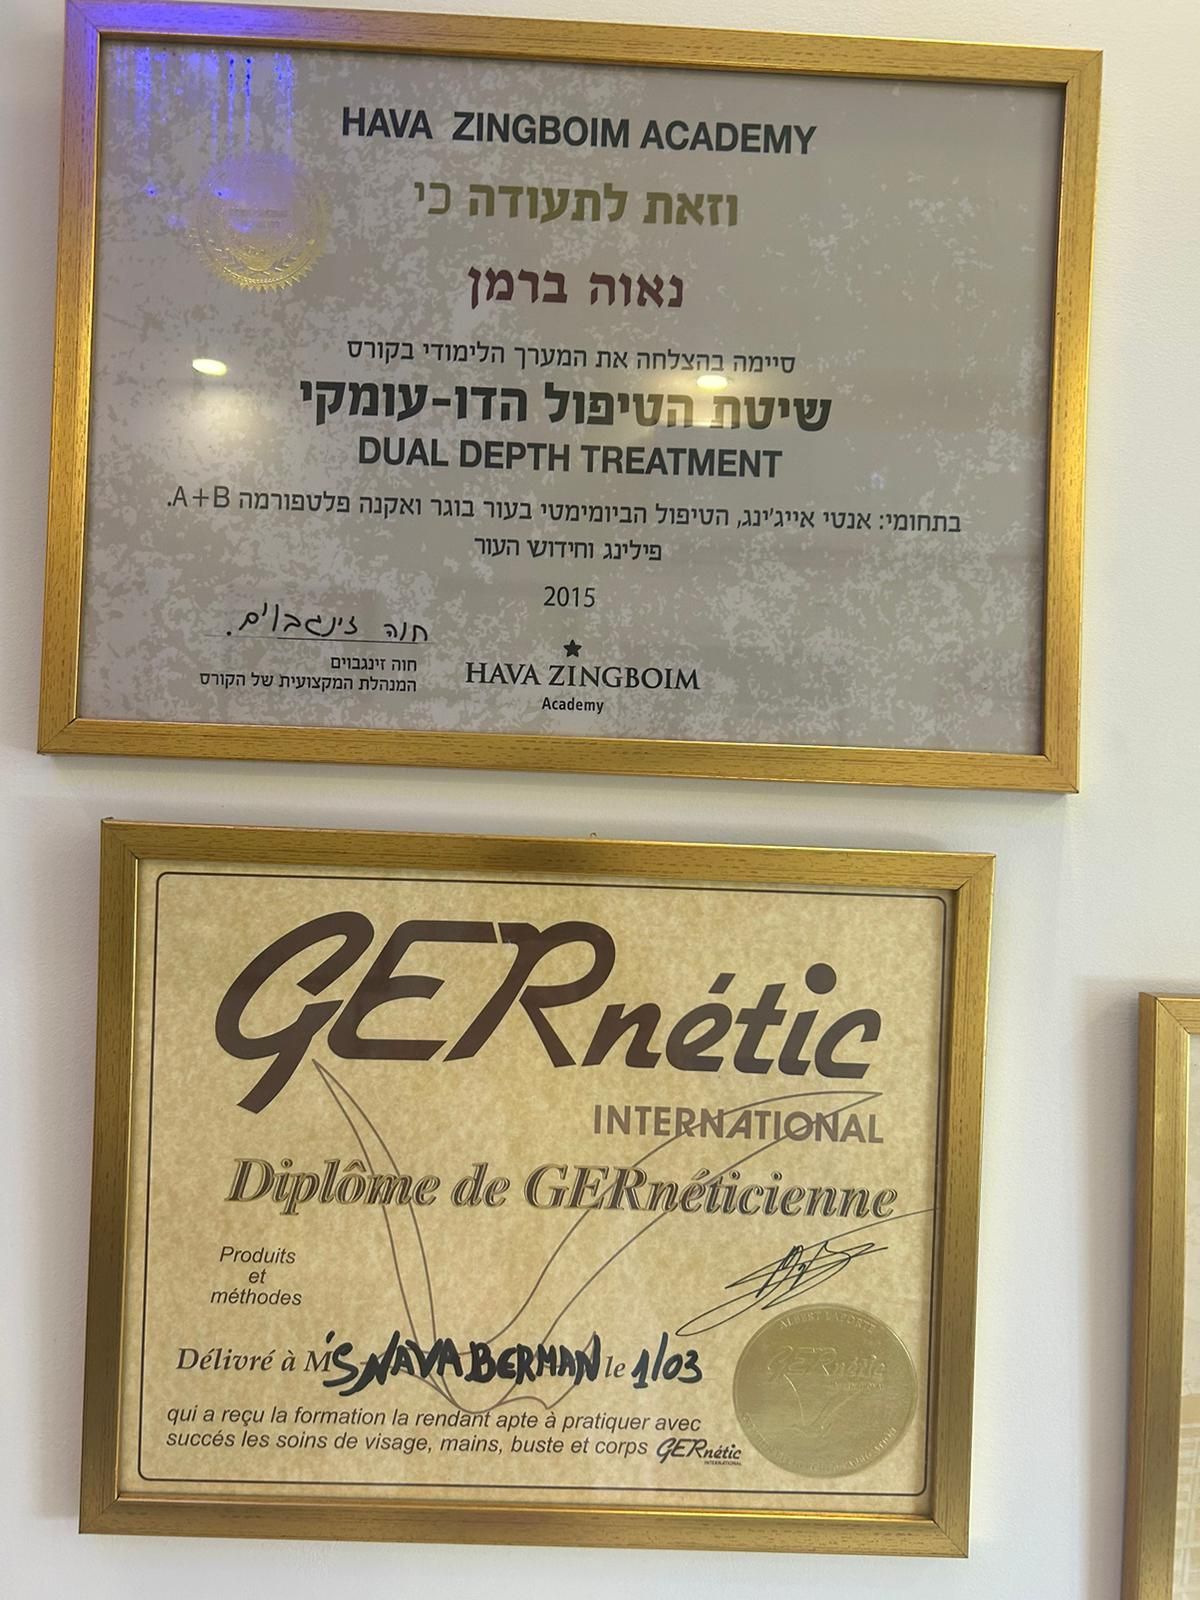 HAVA ZINGBOIM ACADEMY
וזאת לתעודה כי
נאוה ברמן
סיימה בהצלחה את המערך הלימודי בקורס
שיטת הטיפול הדו-עומקי
DUAL DEPTH TREATMENT
בתחומי: אנטי אייג'ינג, הטיפול הביומימטי בעור בוגר ואקנה פלטפורמה A+B.
פילינג וחידוש העור
2015
חוה זינגבוים.
חוה זינגבוים
המנהלת המקצועית של הקורס
HAVA ZINGBOIM
Academy
GERnétic
INTERNATIONAL
Diplôme de GERnéticienne
Produits
et
méthodes
Délivré à M'S NAVA BERMAN le 1/03
qui a reçu la formation la rendant apte à pratiquer avec
succés les soins de visage, mains, buste et corps GERnétic
INTERNATIONAL
ALBERT LAPORTE
GERnétic